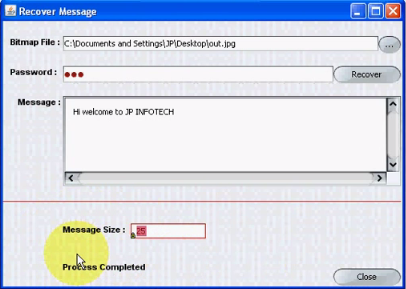 Recover Message
Bitmap File : C:\Documents and Settings\JP\Desktop\out.jpg ...
Password : ●●● Recover
Message : Hi welcome to JP INFOTECH
Message Size : 25
Process Completed
Close